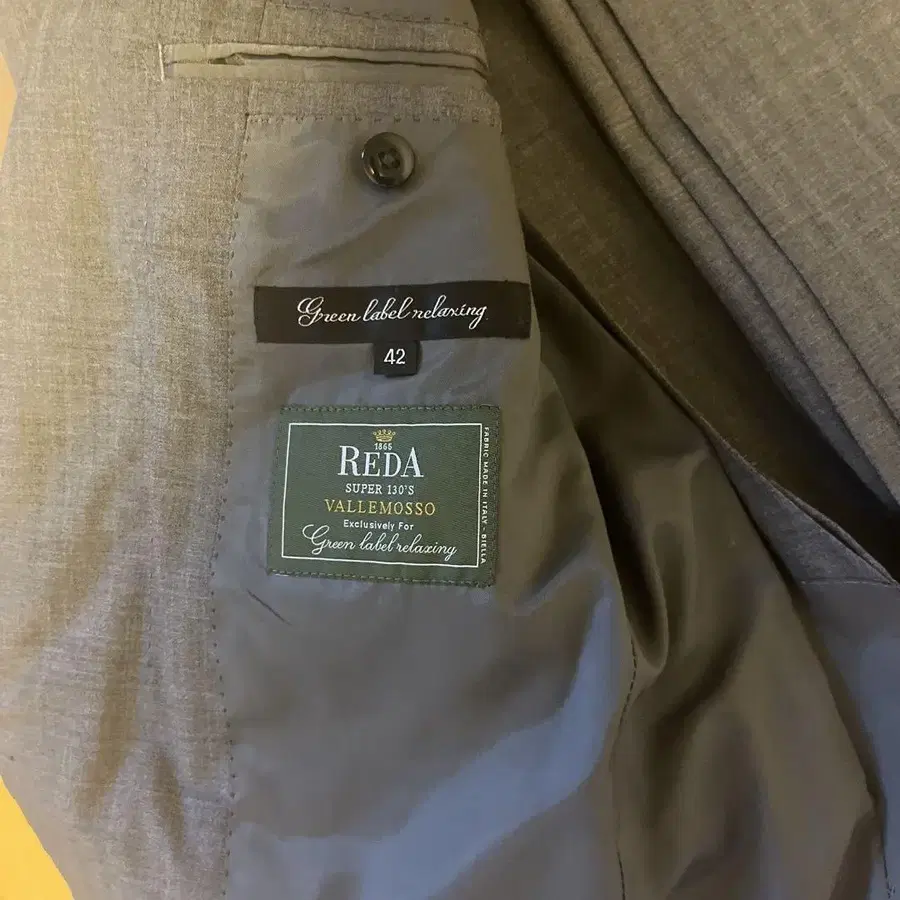 Green label relaxing
42
1865
REDA
SUPER 130'S
VALLEMOSSO
Exclusively For
Green label relaxing
FABRIC MADE IN ITALY - BIELLA